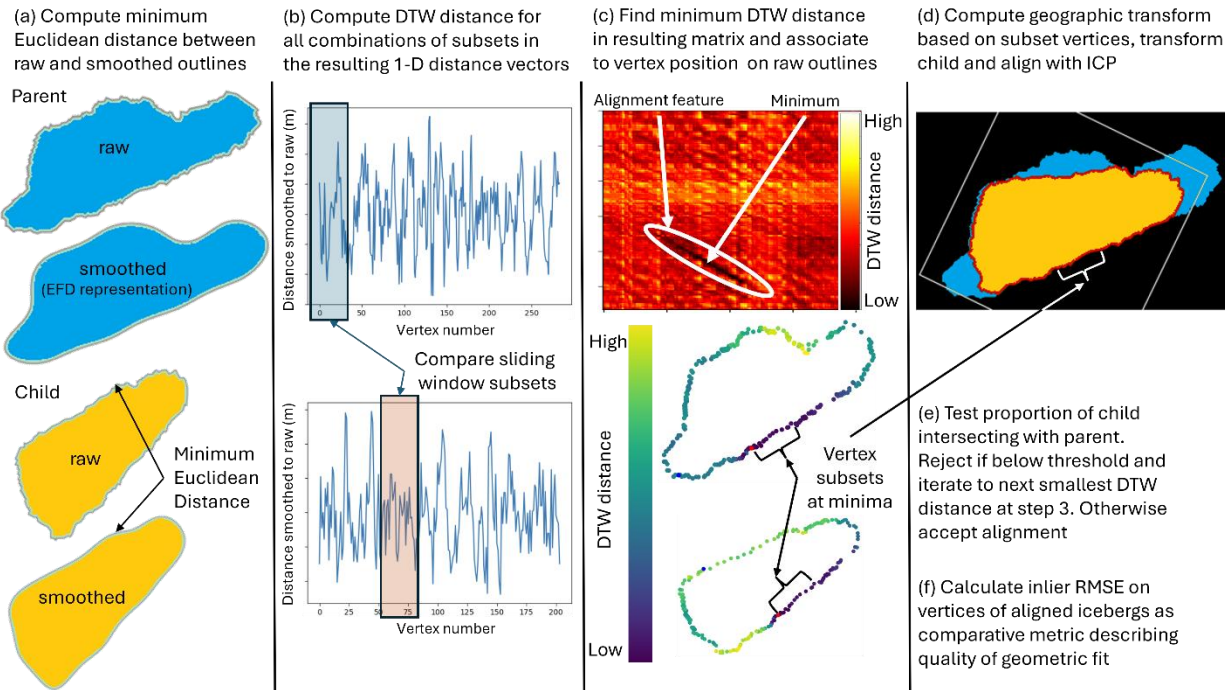 (a) Compute minimum
Euclidean distance between
raw and smoothed outlines
Parent
raw
smoothed
(EFD representation)
Child
raw
Minimum
Euclidean
Distance
smoothed
(b) Compute DTW distance for
all combinations of subsets in
the resulting 1-D distance vectors
Distance smoothed to raw (m)
0 50 100 150 200 250
Vertex number
Compare sliding
window subsets
Distance smoothed to raw (m)
0 25 50 75 100 125 150 175 200
Vertex number
(c) Find minimum DTW distance
in resulting matrix and associate
to vertex position on raw outlines
Alignment feature
Minimum
High
DTW distance
Low
High
DTW distance
Low
Vertex
subsets
at minima
(d) Compute geographic transform
based on subset vertices, transform
child and align with ICP
(e) Test proportion of child
intersecting with parent.
Reject if below threshold and
iterate to next smallest DTW
distance at step 3. Otherwise
accept alignment
(f) Calculate inlier RMSE on
vertices of aligned icebergs as
comparative metric describing
quality of geometric fit